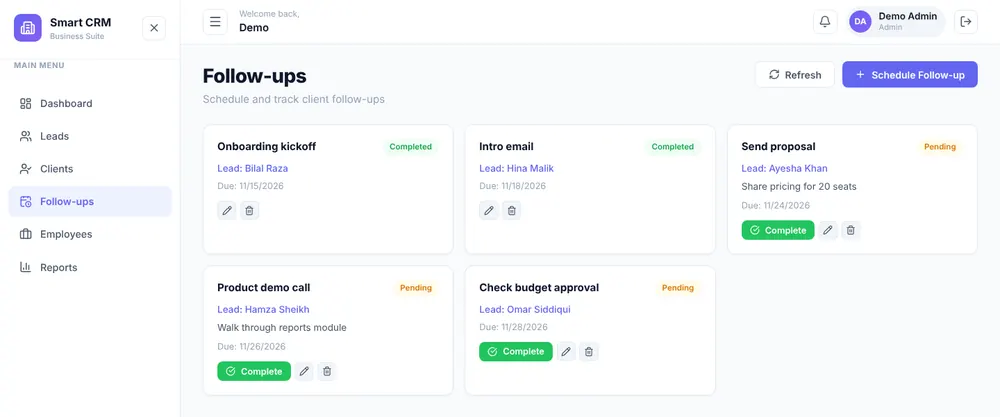 Smart CRM
Business Suite
MAIN MENU
Dashboard
Leads
Clients
Follow-ups
Employees
Reports
Welcome back,
Demo
DA
Demo Admin
Admin
Follow-ups
Schedule and track client follow-ups
Refresh
Schedule Follow-up
Onboarding kickoff
Completed
Lead: Bilal Raza
Due: 11/15/2026
Intro email
Completed
Lead: Hina Malik
Due: 11/18/2026
Send proposal
Pending
Lead: Ayesha Khan
Share pricing for 20 seats
Due: 11/24/2026
Complete
Product demo call
Pending
Lead: Hamza Sheikh
Walk through reports module
Due: 11/26/2026
Complete
Check budget approval
Pending
Lead: Omar Siddiqui
Due: 11/28/2026
Complete